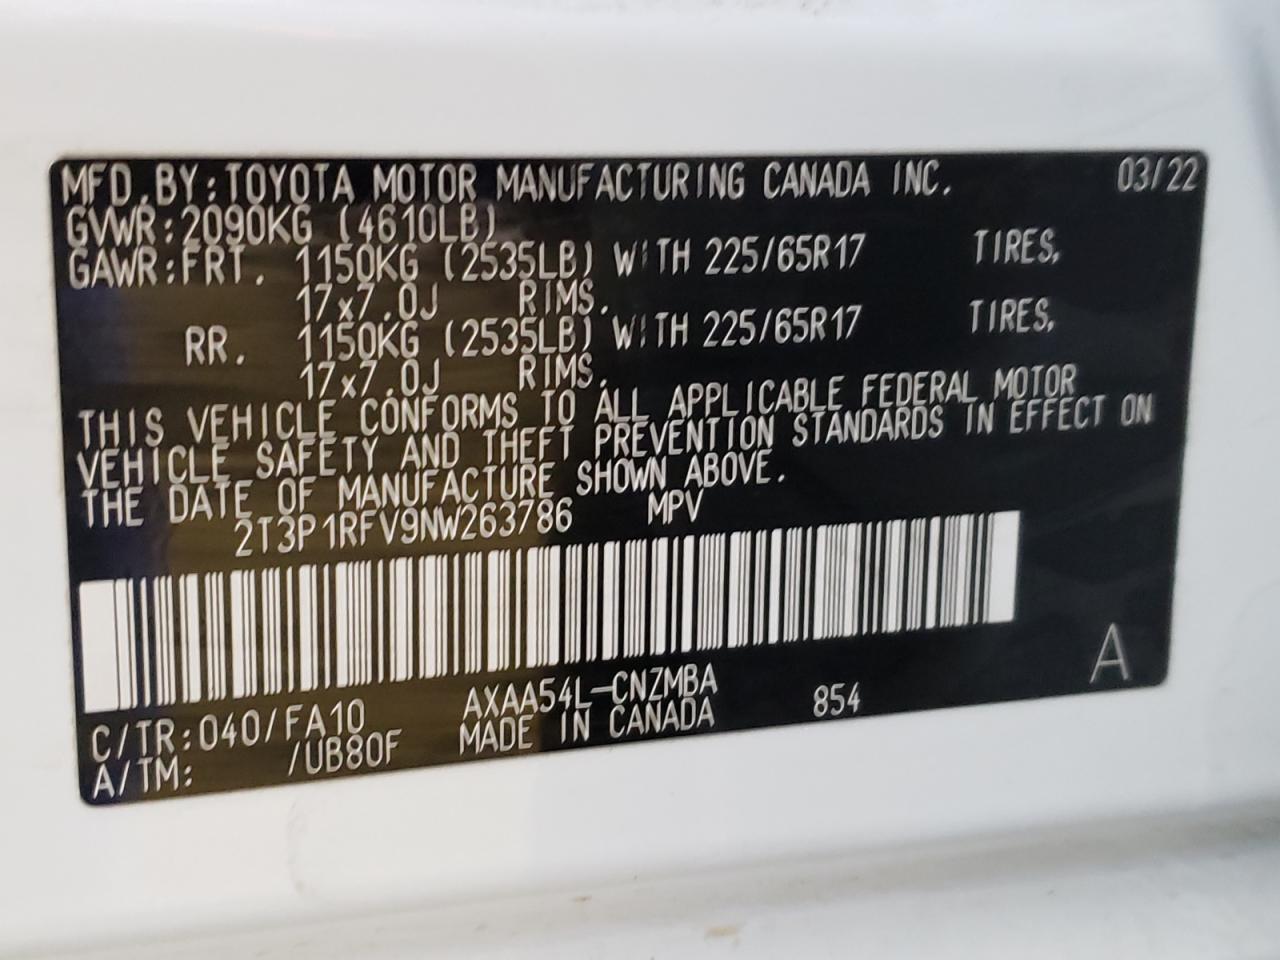 MFD.BY:TOYOTA MOTOR MANUFACTURING CANADA INC. 03/22
GVWR:2090KG (4610LB)
GAWR:FRT. 1150KG (2535LB) WITH 225/65R17 TIRES,
17x7.0J RIMS.
RR. 1150KG (2535LB) WITH 225/65R17 TIRES,
17x7.0J RIMS.
THIS VEHICLE CONFORMS TO ALL APPLICABLE FEDERAL MOTOR
VEHICLE SAFETY AND THEFT PREVENTION STANDARDS IN EFFECT ON
THE DATE OF MANUFACTURE SHOWN ABOVE.
2T3P1RFV9NW263786 MPV
A
C/TR:040/FA10 AXAA54L-CNZMBA 854
A/TM: /UB80F MADE IN CANADA